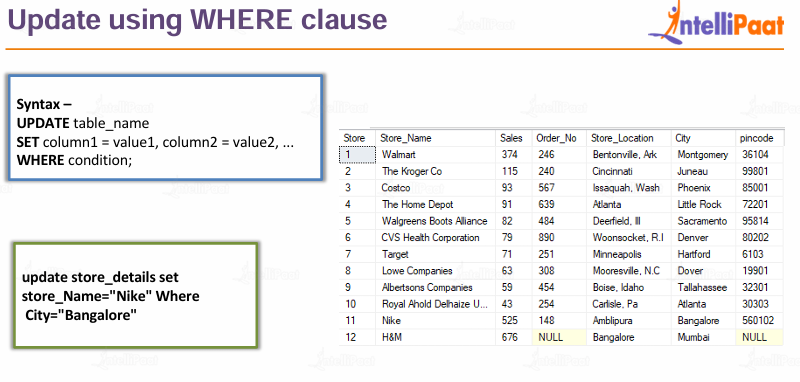 Update using WHERE clause
IntelliPaat
Syntax –
UPDATE table_name
SET column1 = value1, column2 = value2, ...
WHERE condition;
update store_details set
store_Name="Nike" Where
City="Bangalore"
Store Store_Name Sales Order_No Store_Location City pincode
1 Walmart 374 246 Bentonville, Ark Montgomery 36104
2 The Kroger Co 115 240 Cincinnati Juneau 99801
3 Costco 93 567 Issaquah, Wash Phoenix 85001
4 The Home Depot 91 639 Atlanta Little Rock 72201
5 Walgreens Boots Alliance 82 484 Deerfield, Ill Sacramento 95814
6 CVS Health Corporation 79 890 Woonsocket, R.I Denver 80202
7 Target 71 251 Minneapolis Hartford 6103
8 Lowe Companies 63 308 Mooresville, N.C Dover 19901
9 Albertsons Companies 59 454 Boise, Idaho Tallahassee 32301
10 Royal Ahold Delhaize U... 43 254 Carlisle, Pa Atlanta 30303
11 Nike 525 148 Amblipura Bangalore 560102
12 H&M 676 NULL Bangalore Mumbai NULL